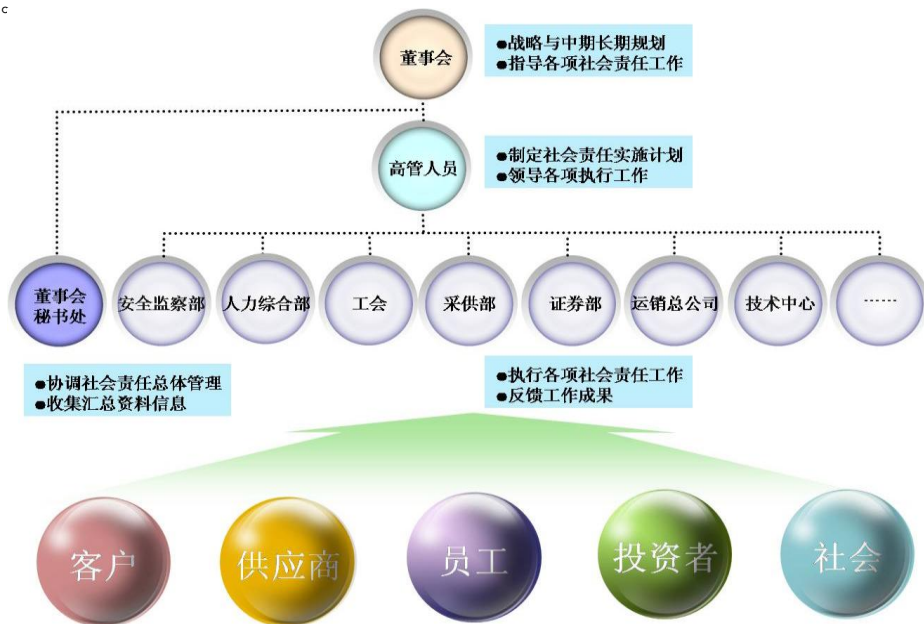 c
董事会
●战略与中期长期规划
●指导各项社会责任工作
高管人员
●制定社会责任实施计划
●领导各项执行工作
董事会
秘书处
安全监察部
人力综合部
工会
采供部
证券部
运销总公司
技术中心
······
●协调社会责任总体管理
●收集汇总资料信息
●执行各项社会责任工作
●反馈工作成果
客户
供应商
员工
投资者
社会